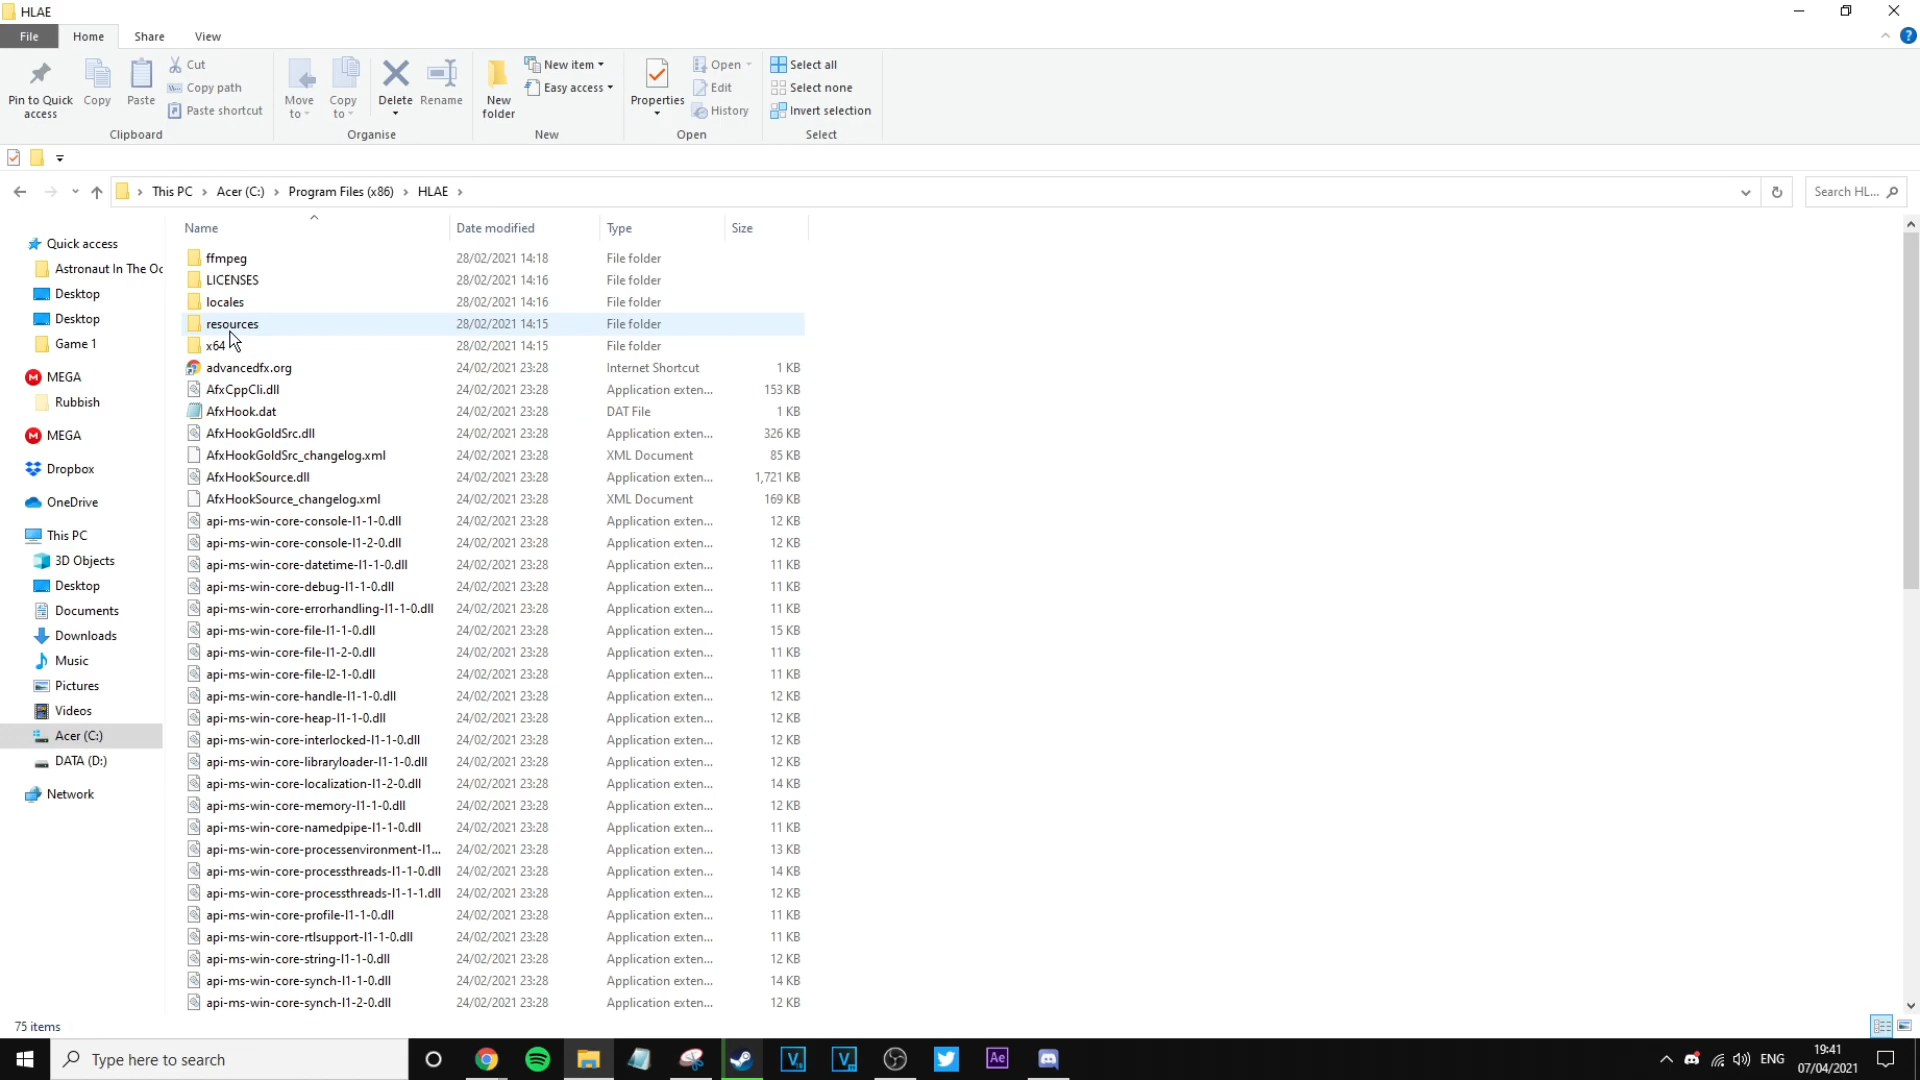 HLAE
File Home Share View
Pin to Quick access
Copy
Paste
Cut
Copy path
Paste shortcut
Clipboard
Move to
Copy to
Delete
Rename
Organise
New folder
New item
Easy access
New
Properties
Open
Edit
History
Open
Select all
Select none
Invert selection
Select
This PC › Acer (C:) › Program Files (x86) › HLAE ›
Search HL...
Quick access
Astronaut In The Oc
Desktop
Desktop
Game 1
MEGA
Rubbish
MEGA
Dropbox
OneDrive
This PC
3D Objects
Desktop
Documents
Downloads
Music
Pictures
Videos
Acer (C:)
DATA (D:)
Network
Name Date modified Type Size
ffmpeg 28/02/2021 14:18 File folder
LICENSES 28/02/2021 14:16 File folder
locales 28/02/2021 14:16 File folder
resources 28/02/2021 14:15 File folder
x64 28/02/2021 14:15 File folder
advancedfx.org 24/02/2021 23:28 Internet Shortcut 1 KB
AfxCppCli.dll 24/02/2021 23:28 Application exten... 153 KB
AfxHook.dat 24/02/2021 23:28 DAT File 1 KB
AfxHookGoldSrc.dll 24/02/2021 23:28 Application exten... 326 KB
AfxHookGoldSrc_changelog.xml 24/02/2021 23:28 XML Document 85 KB
AfxHookSource.dll 24/02/2021 23:28 Application exten... 1,721 KB
AfxHookSource_changelog.xml 24/02/2021 23:28 XML Document 169 KB
api-ms-win-core-console-l1-1-0.dll 24/02/2021 23:28 Application exten... 12 KB
api-ms-win-core-console-l1-2-0.dll 24/02/2021 23:28 Application exten... 12 KB
api-ms-win-core-datetime-l1-1-0.dll 24/02/2021 23:28 Application exten... 11 KB
api-ms-win-core-debug-l1-1-0.dll 24/02/2021 23:28 Application exten... 11 KB
api-ms-win-core-errorhandling-l1-1-0.dll 24/02/2021 23:28 Application exten... 11 KB
api-ms-win-core-file-l1-1-0.dll 24/02/2021 23:28 Application exten... 15 KB
api-ms-win-core-file-l1-2-0.dll 24/02/2021 23:28 Application exten... 11 KB
api-ms-win-core-file-l2-1-0.dll 24/02/2021 23:28 Application exten... 11 KB
api-ms-win-core-handle-l1-1-0.dll 24/02/2021 23:28 Application exten... 12 KB
api-ms-win-core-heap-l1-1-0.dll 24/02/2021 23:28 Application exten... 12 KB
api-ms-win-core-interlocked-l1-1-0.dll 24/02/2021 23:28 Application exten... 12 KB
api-ms-win-core-libraryloader-l1-1-0.dll 24/02/2021 23:28 Application exten... 12 KB
api-ms-win-core-localization-l1-2-0.dll 24/02/2021 23:28 Application exten... 14 KB
api-ms-win-core-memory-l1-1-0.dll 24/02/2021 23:28 Application exten... 12 KB
api-ms-win-core-namedpipe-l1-1-0.dll 24/02/2021 23:28 Application exten... 11 KB
api-ms-win-core-processenvironment-l1... 24/02/2021 23:28 Application exten... 13 KB
api-ms-win-core-processthreads-l1-1-0.dll 24/02/2021 23:28 Application exten... 14 KB
api-ms-win-core-processthreads-l1-1-1.dll 24/02/2021 23:28 Application exten... 12 KB
api-ms-win-core-profile-l1-1-0.dll 24/02/2021 23:28 Application exten... 11 KB
api-ms-win-core-rtlsupport-l1-1-0.dll 24/02/2021 23:28 Application exten... 11 KB
api-ms-win-core-string-l1-1-0.dll 24/02/2021 23:28 Application exten... 12 KB
api-ms-win-core-synch-l1-1-0.dll 24/02/2021 23:28 Application exten... 14 KB
api-ms-win-core-synch-l1-2-0.dll 24/02/2021 23:28 Application exten... 12 KB
75 items
Type here to search
Ae
ENG
19:41
07/04/2021